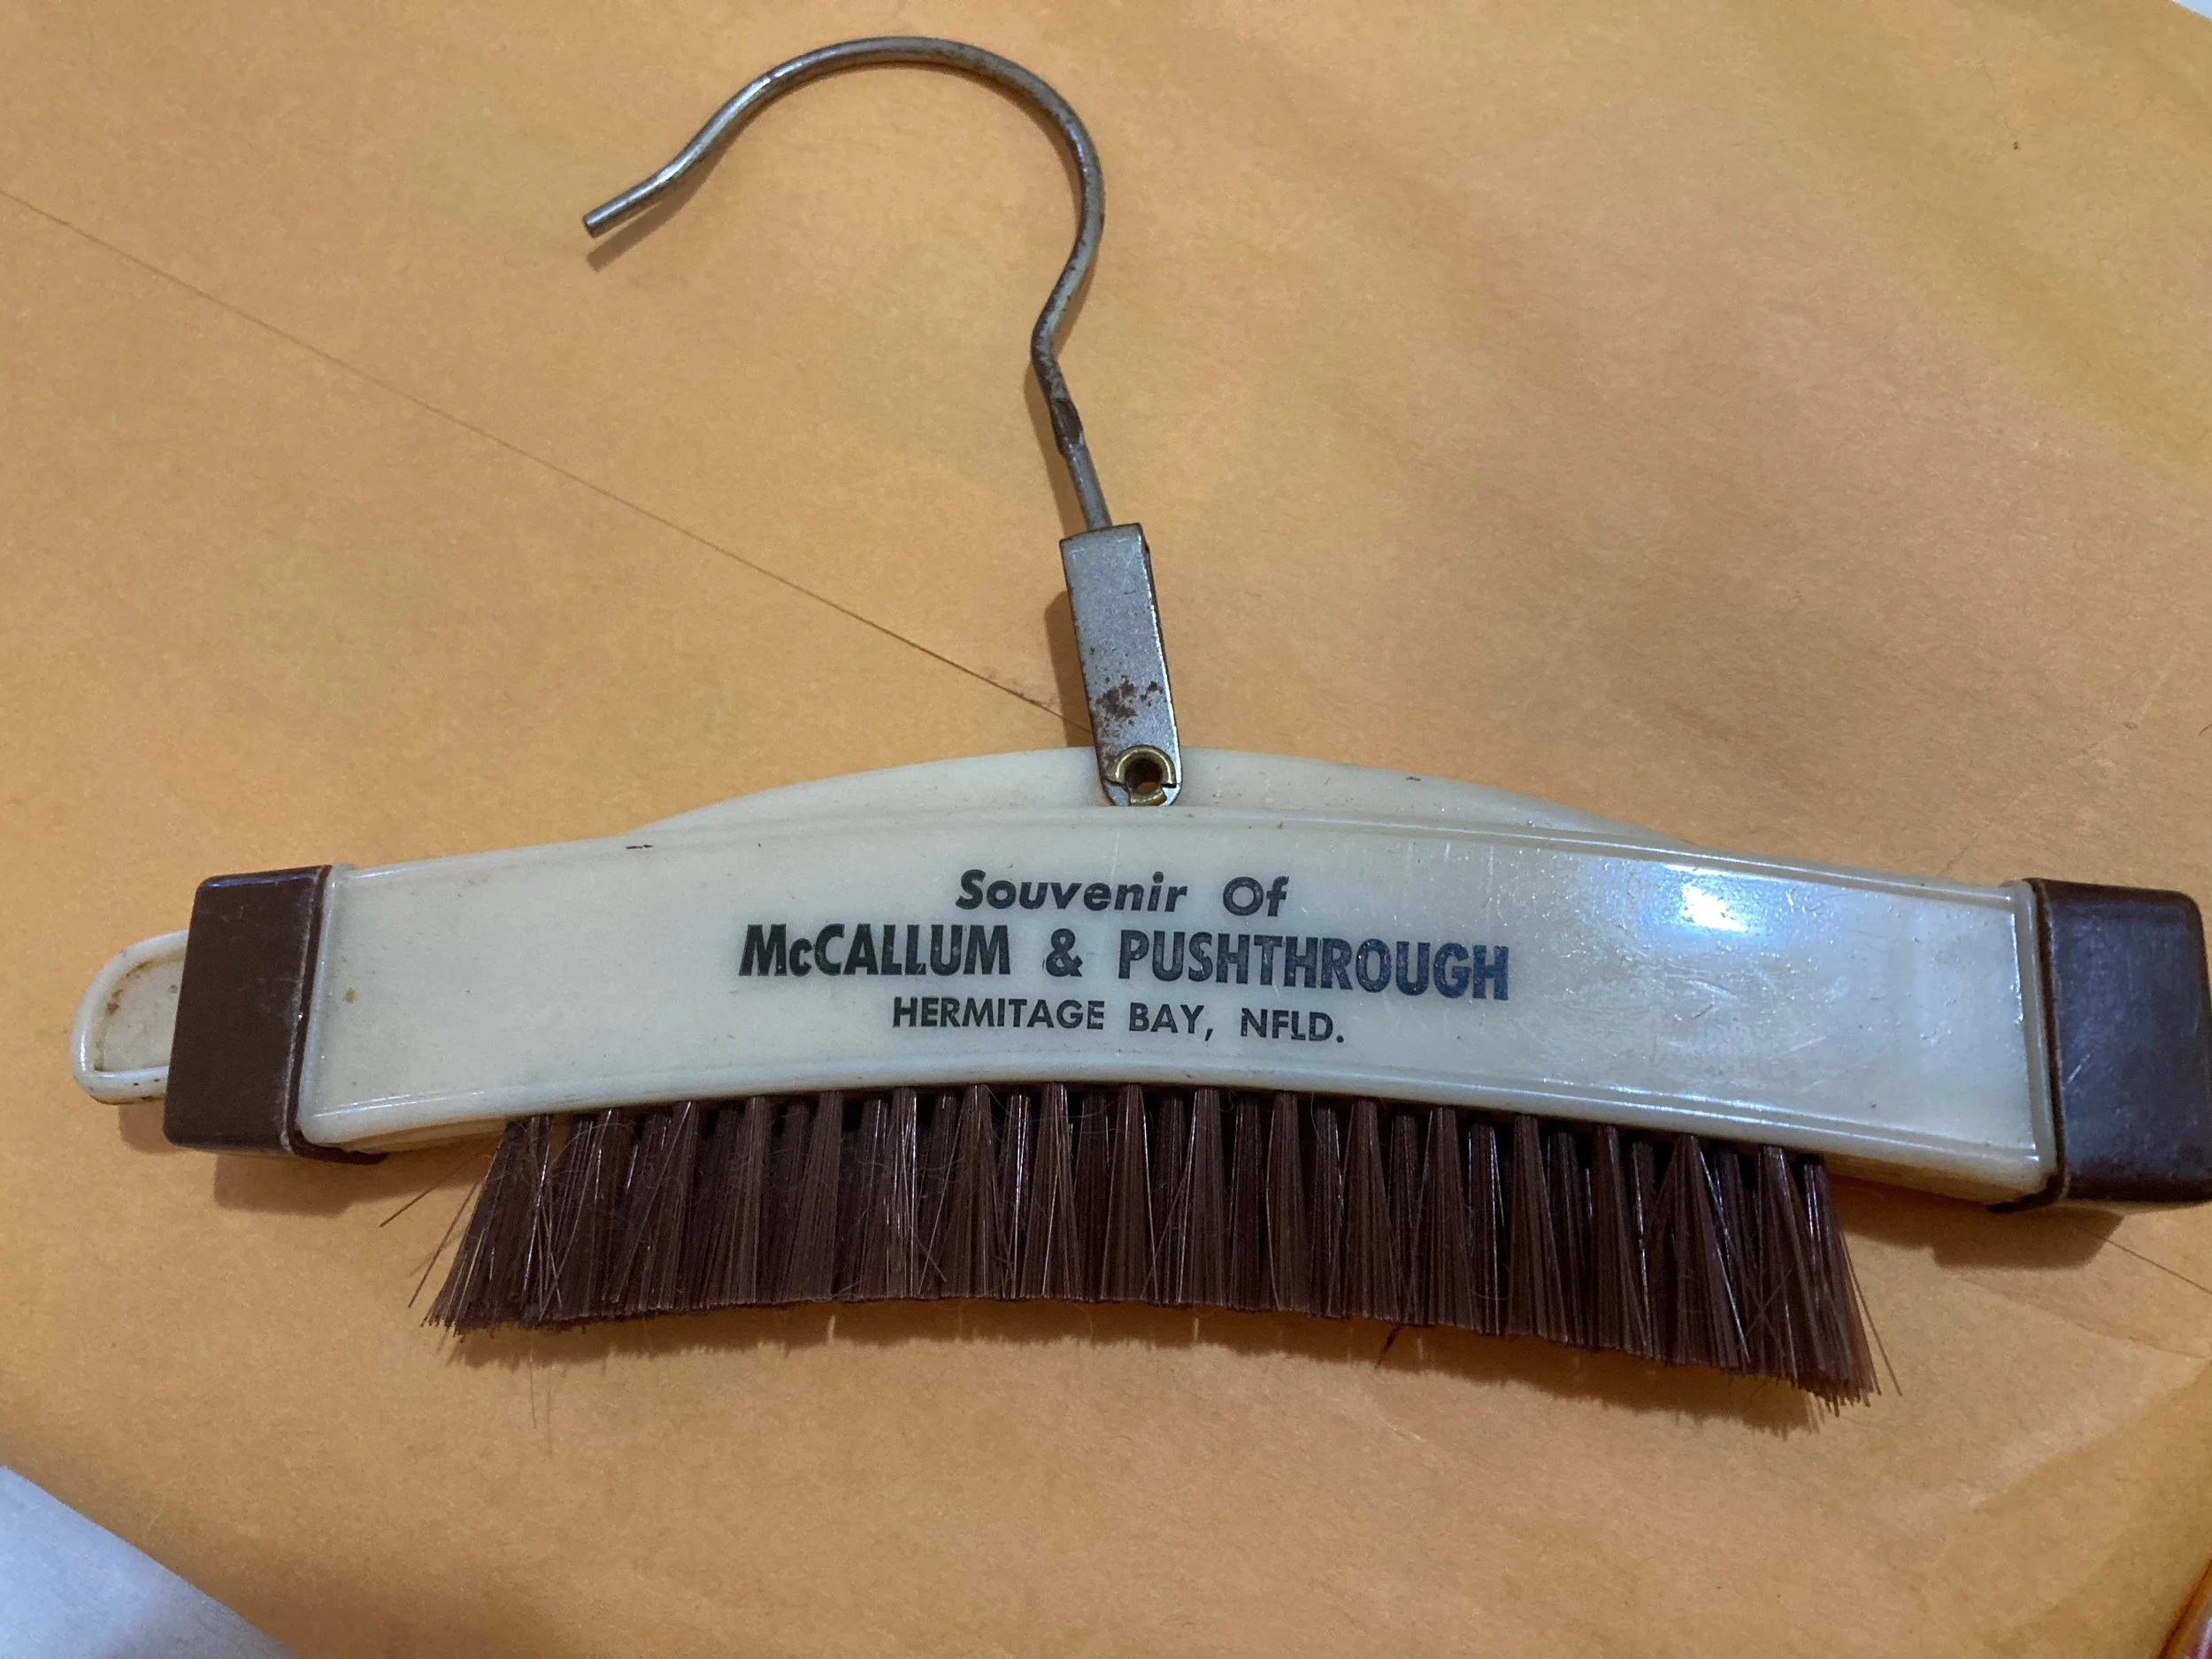 Souvenir Of
McCALLUM & PUSHTHROUGH
HERMITAGE BAY, NFLD.